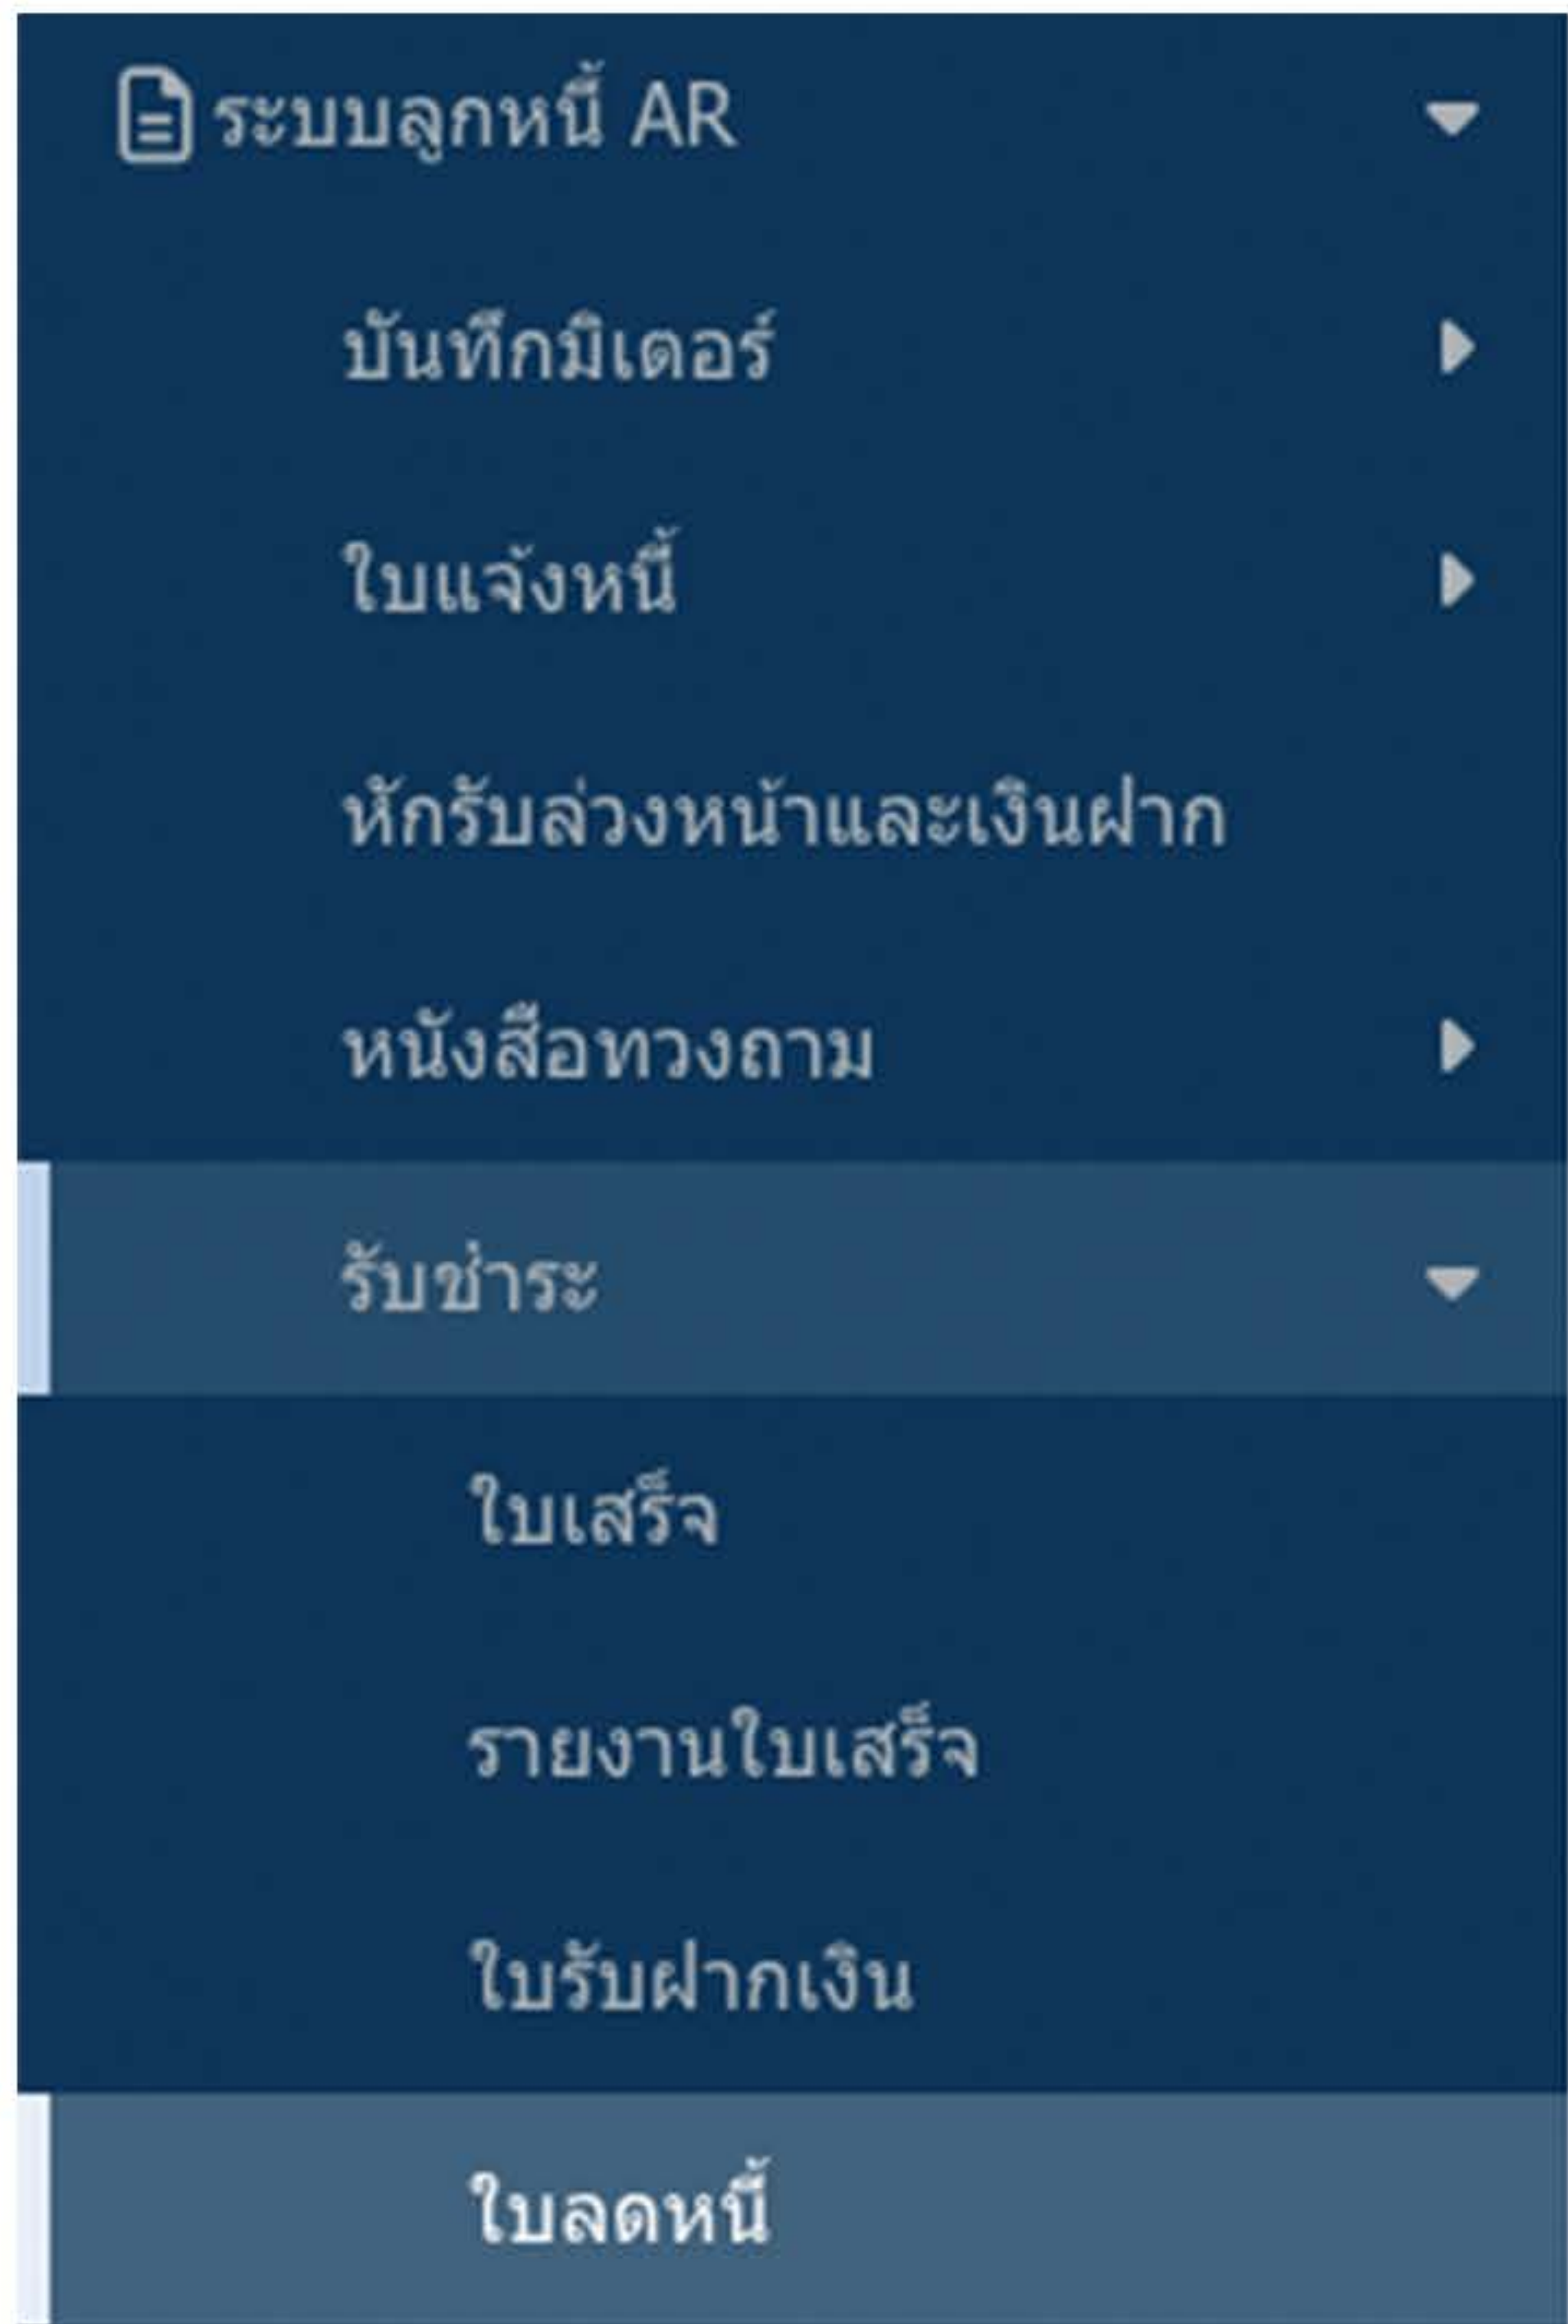 ระบบลูกหนี้ AR
บันทึกมิเตอร์
ใบแจ้งหนี้
หักรับล่วงหน้าและเงินฝาก
หนังสือทวงถาม
รับชำระ
ใบเสร็จ
รายงานใบเสร็จ
ใบรับฝากเงิน
ใบลดหนี้